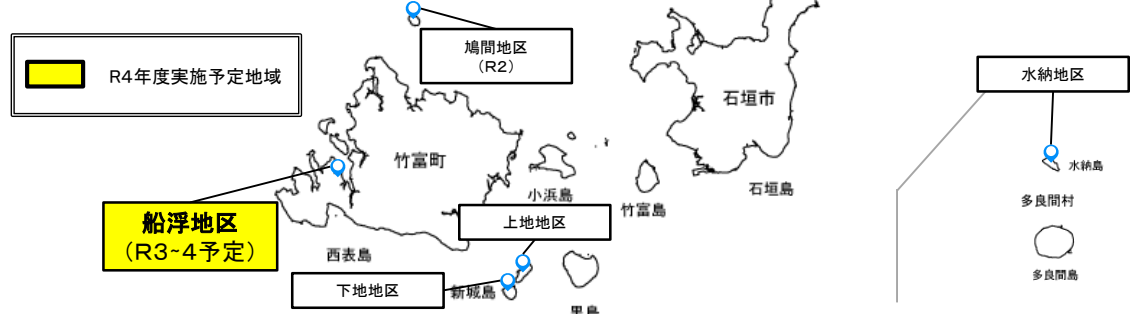 鳩間地区
（R2）
R4年度実施予定地域
水納地区
石垣市
竹富町
水納島
小浜島
竹富島
石垣島
多良間村
船浮地区
（R3~4予定）
上地地区
西表島
多良間島
下地地区
新城島
黒島